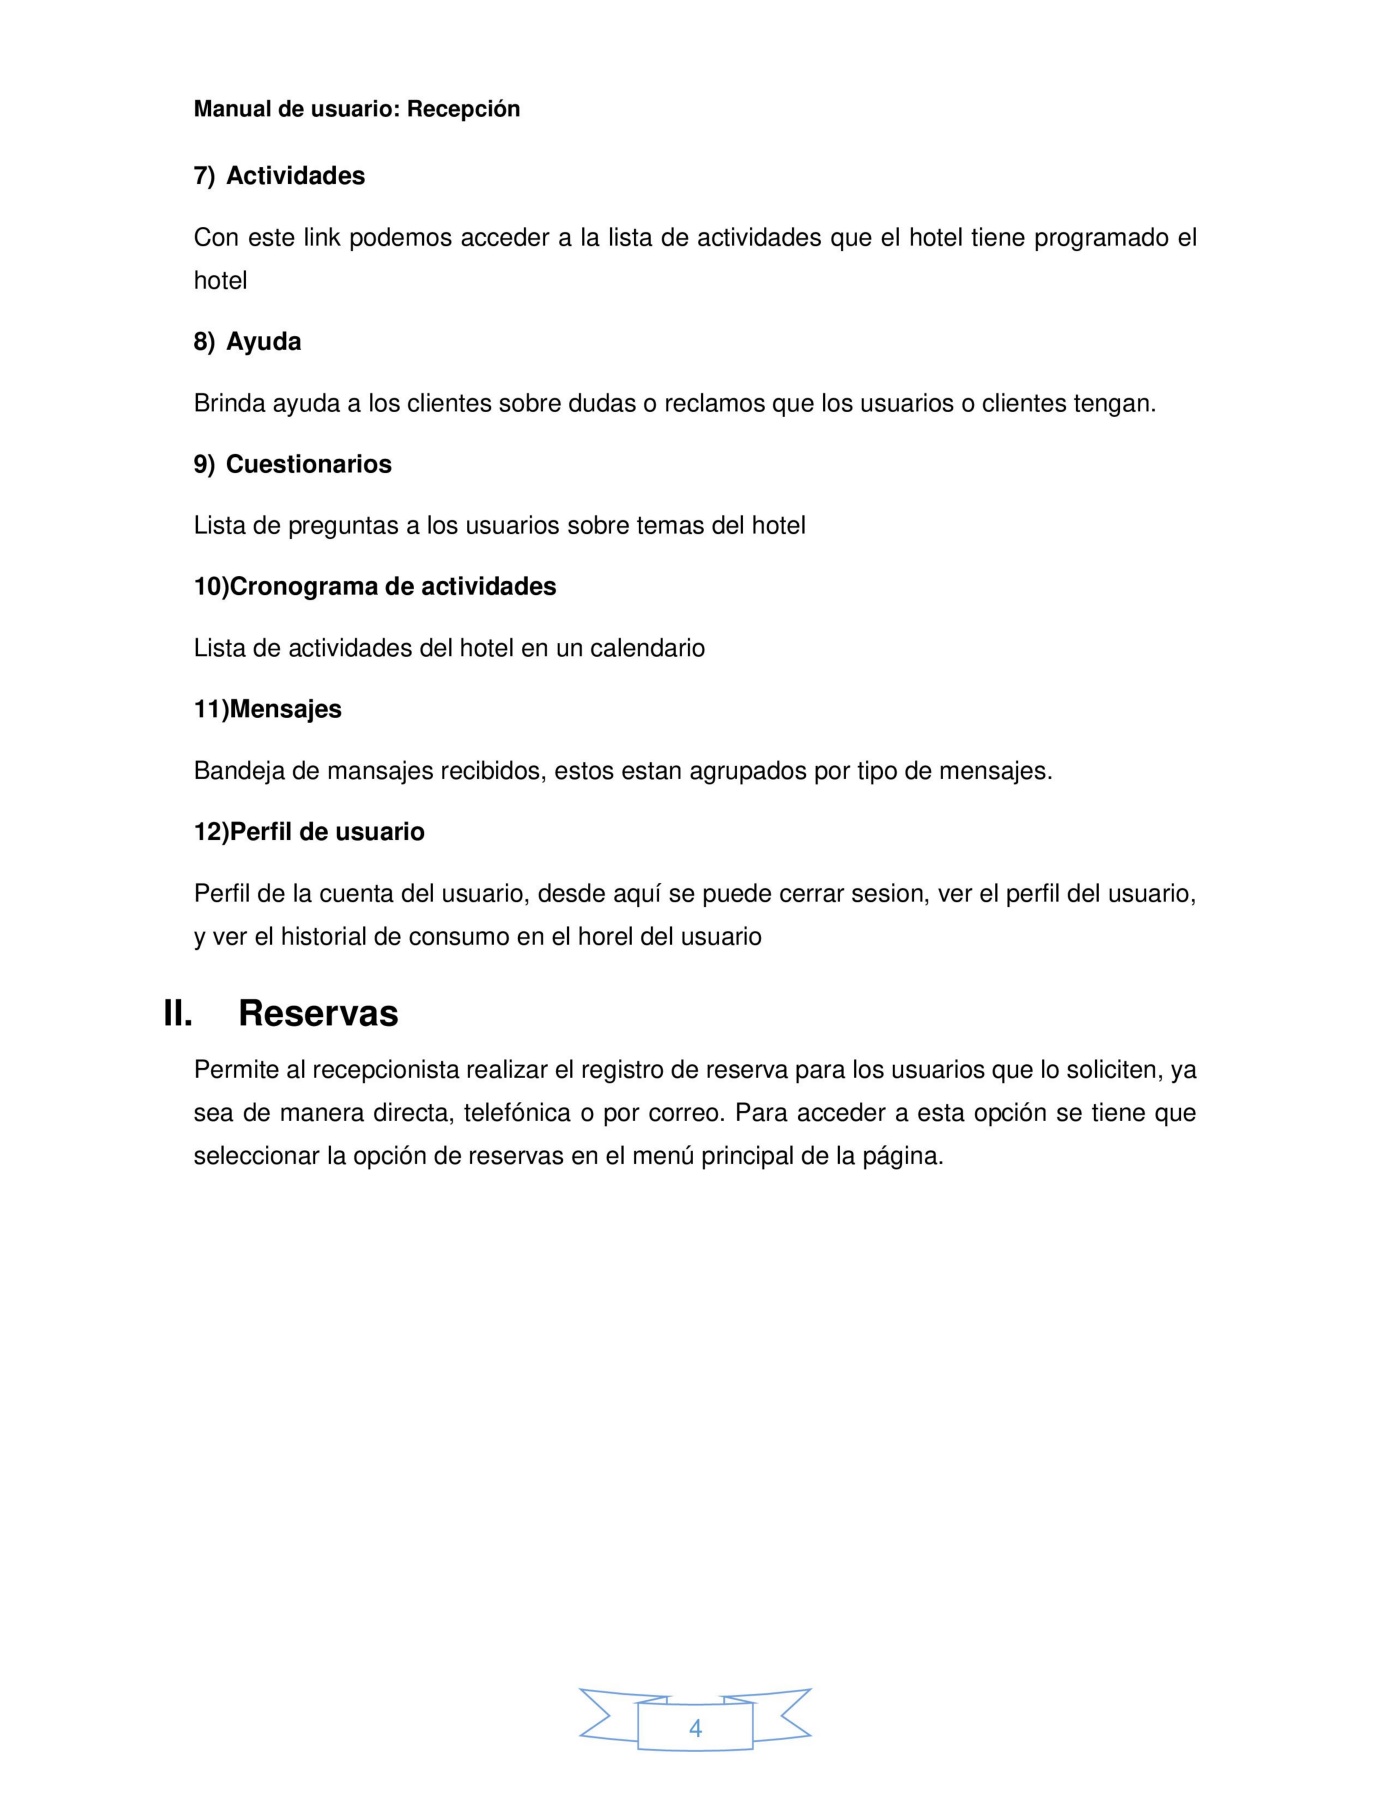 Manual de usuario: Recepción
7) Actividades
Con este link podemos acceder a la lista de actividades que el hotel tiene programado el
hotel
8) Ayuda
Brinda ayuda a los clientes sobre dudas o reclamos que los usuarios o clientes tengan.
9) Cuestionarios
Lista de preguntas a los usuarios sobre temas del hotel
10)Cronograma de actividades
Lista de actividades del hotel en un calendario
11)Mensajes
Bandeja de mansajes recibidos, estos estan agrupados por tipo de mensajes.
12)Perfil de usuario
Perfil de la cuenta del usuario, desde aquí se puede cerrar sesion, ver el perfil del usuario,
y ver el historial de consumo en el horel del usuario
II. Reservas
Permite al recepcionista realizar el registro de reserva para los usuarios que lo soliciten, ya
sea de manera directa, telefónica o por correo. Para acceder a esta opción se tiene que
seleccionar la opción de reservas en el menú principal de la página.
4